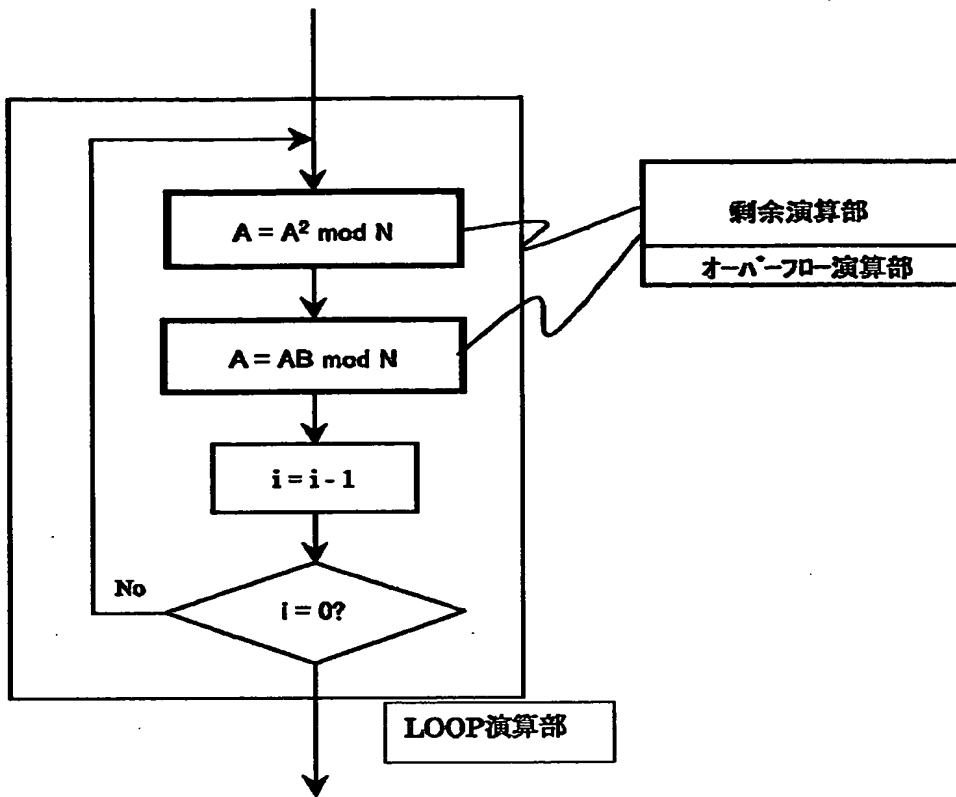 A = A² mod N
剰余演算部
オーバーフロー演算部
A = AB mod N
i = i - 1
No
i = 0?
LOOP演算部